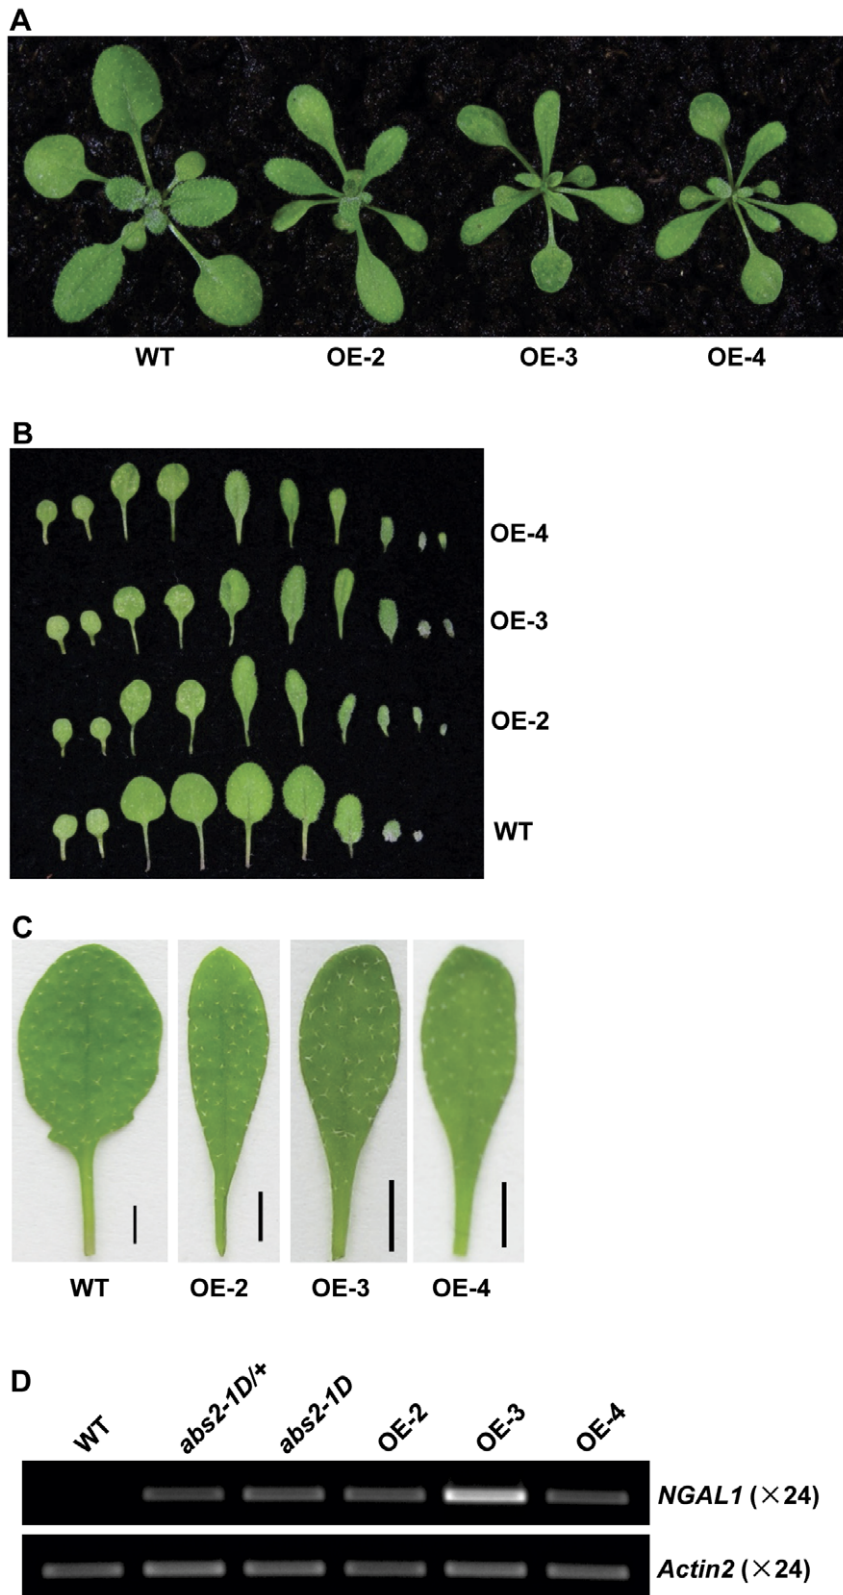 A
WT OE-2 OE-3 OE-4
B
OE-4
OE-3
OE-2
WT
C
WT OE-2 OE-3 OE-4
D
WT abs2-1D/+ abs2-1D OE-2 OE-3 OE-4
NGAL1 (×24)
Actin2 (×24)